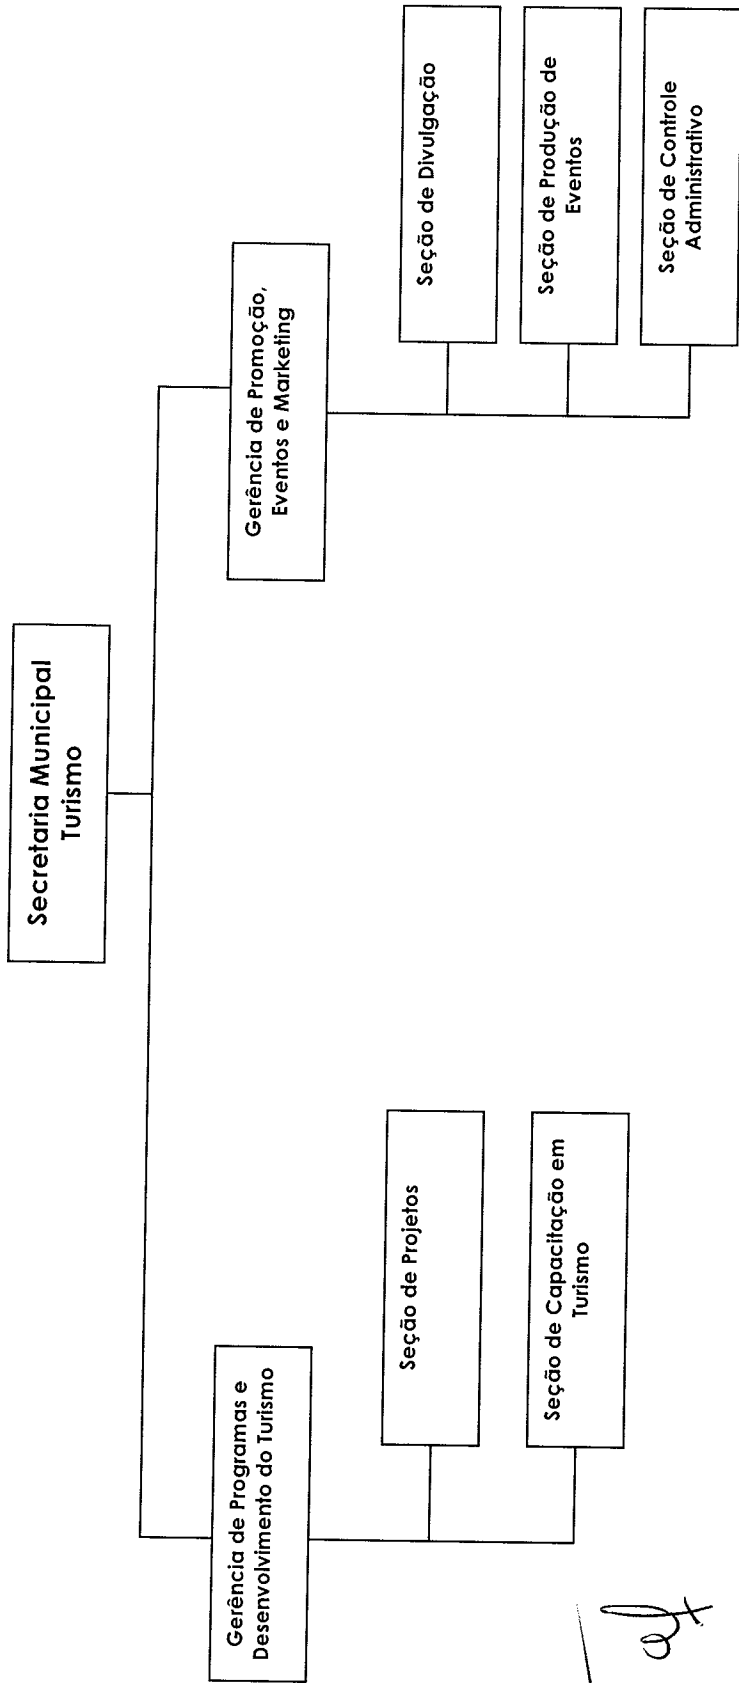 Secretaria Municipal
Turismo
Gerência de Programas e
Desenvolvimento do Turismo
Seção de Projetos
Seção de Capacitação em
Turismo
Gerência de Promoção,
Eventos e Marketing
Seção de Divulgação
Seção de Produção de
Eventos
Seção de Controle
Administrativo